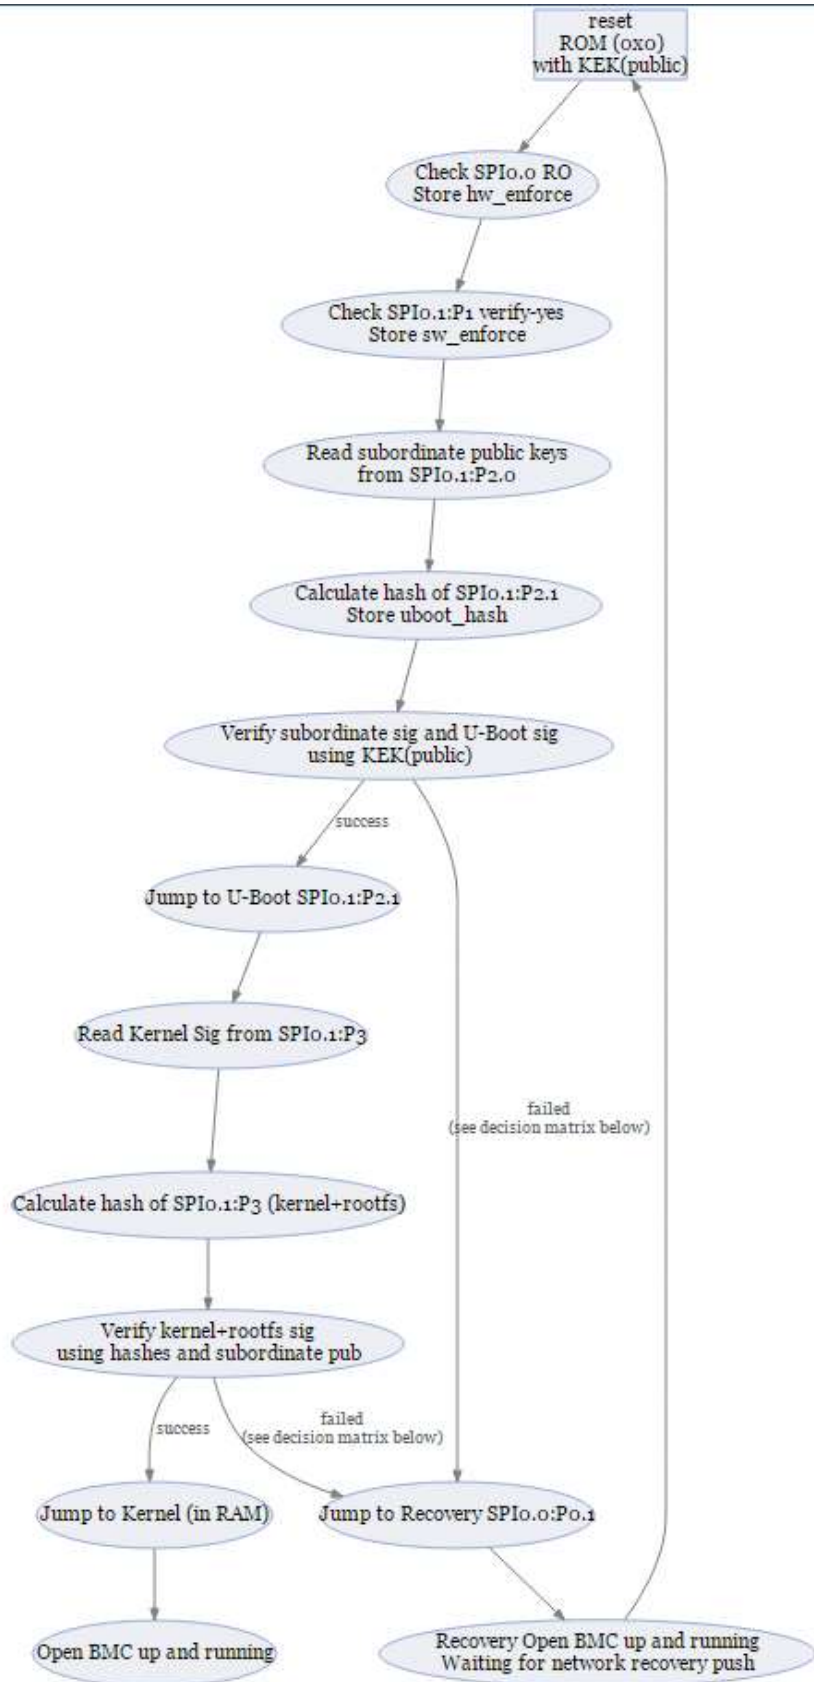 reset
ROM (0x0)
with KEK(public)
Check SPI0.0 RO
Store hw_enforce
Check SPI0.1:P1 verify-yes
Store sw_enforce
Read subordinate public keys
from SPI0.1:P2.0
Calculate hash of SPI0.1:P2.1
Store uboot_hash
Verify subordinate sig and U-Boot sig
using KEK(public)
success
Jump to U-Boot SPI0.1:P2.1
Read Kernel Sig from SPI0.1:P3
failed
(see decision matrix below)
Calculate hash of SPI0.1:P3 (kernel+rootfs)
Verify kernel+rootfs sig
using hashes and subordinate pub
success
failed
(see decision matrix below)
Jump to Kernel (in RAM)
Jump to Recovery SPI0.0:P0.1
Open BMC up and running
Recovery Open BMC up and running
Waiting for network recovery push